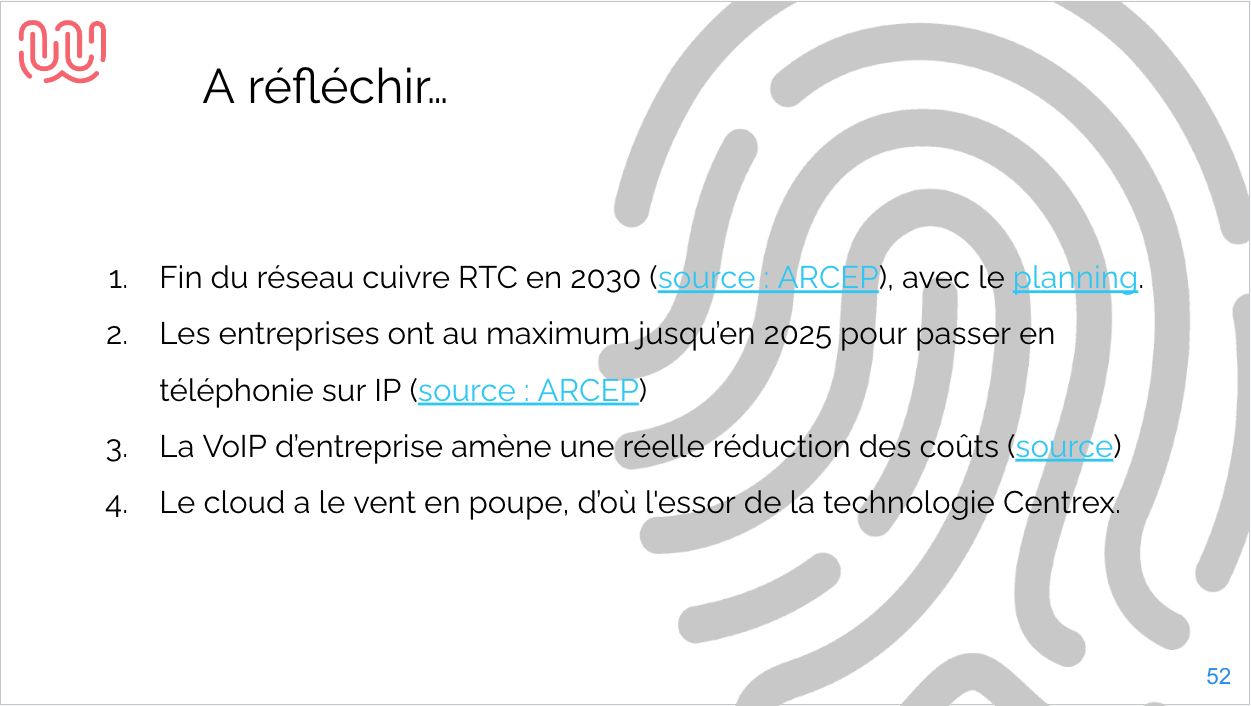 A réfléchir...
1. Fin du réseau cuivre RTC en 2030 (source : ARCEP), avec le planning.
2. Les entreprises ont au maximum jusqu’en 2025 pour passer en
téléphonie sur IP (source : ARCEP)
3. La VoIP d’entreprise amène une réelle réduction des coûts (source)
4. Le cloud a le vent en poupe, d’où l'essor de la technologie Centrex.
52